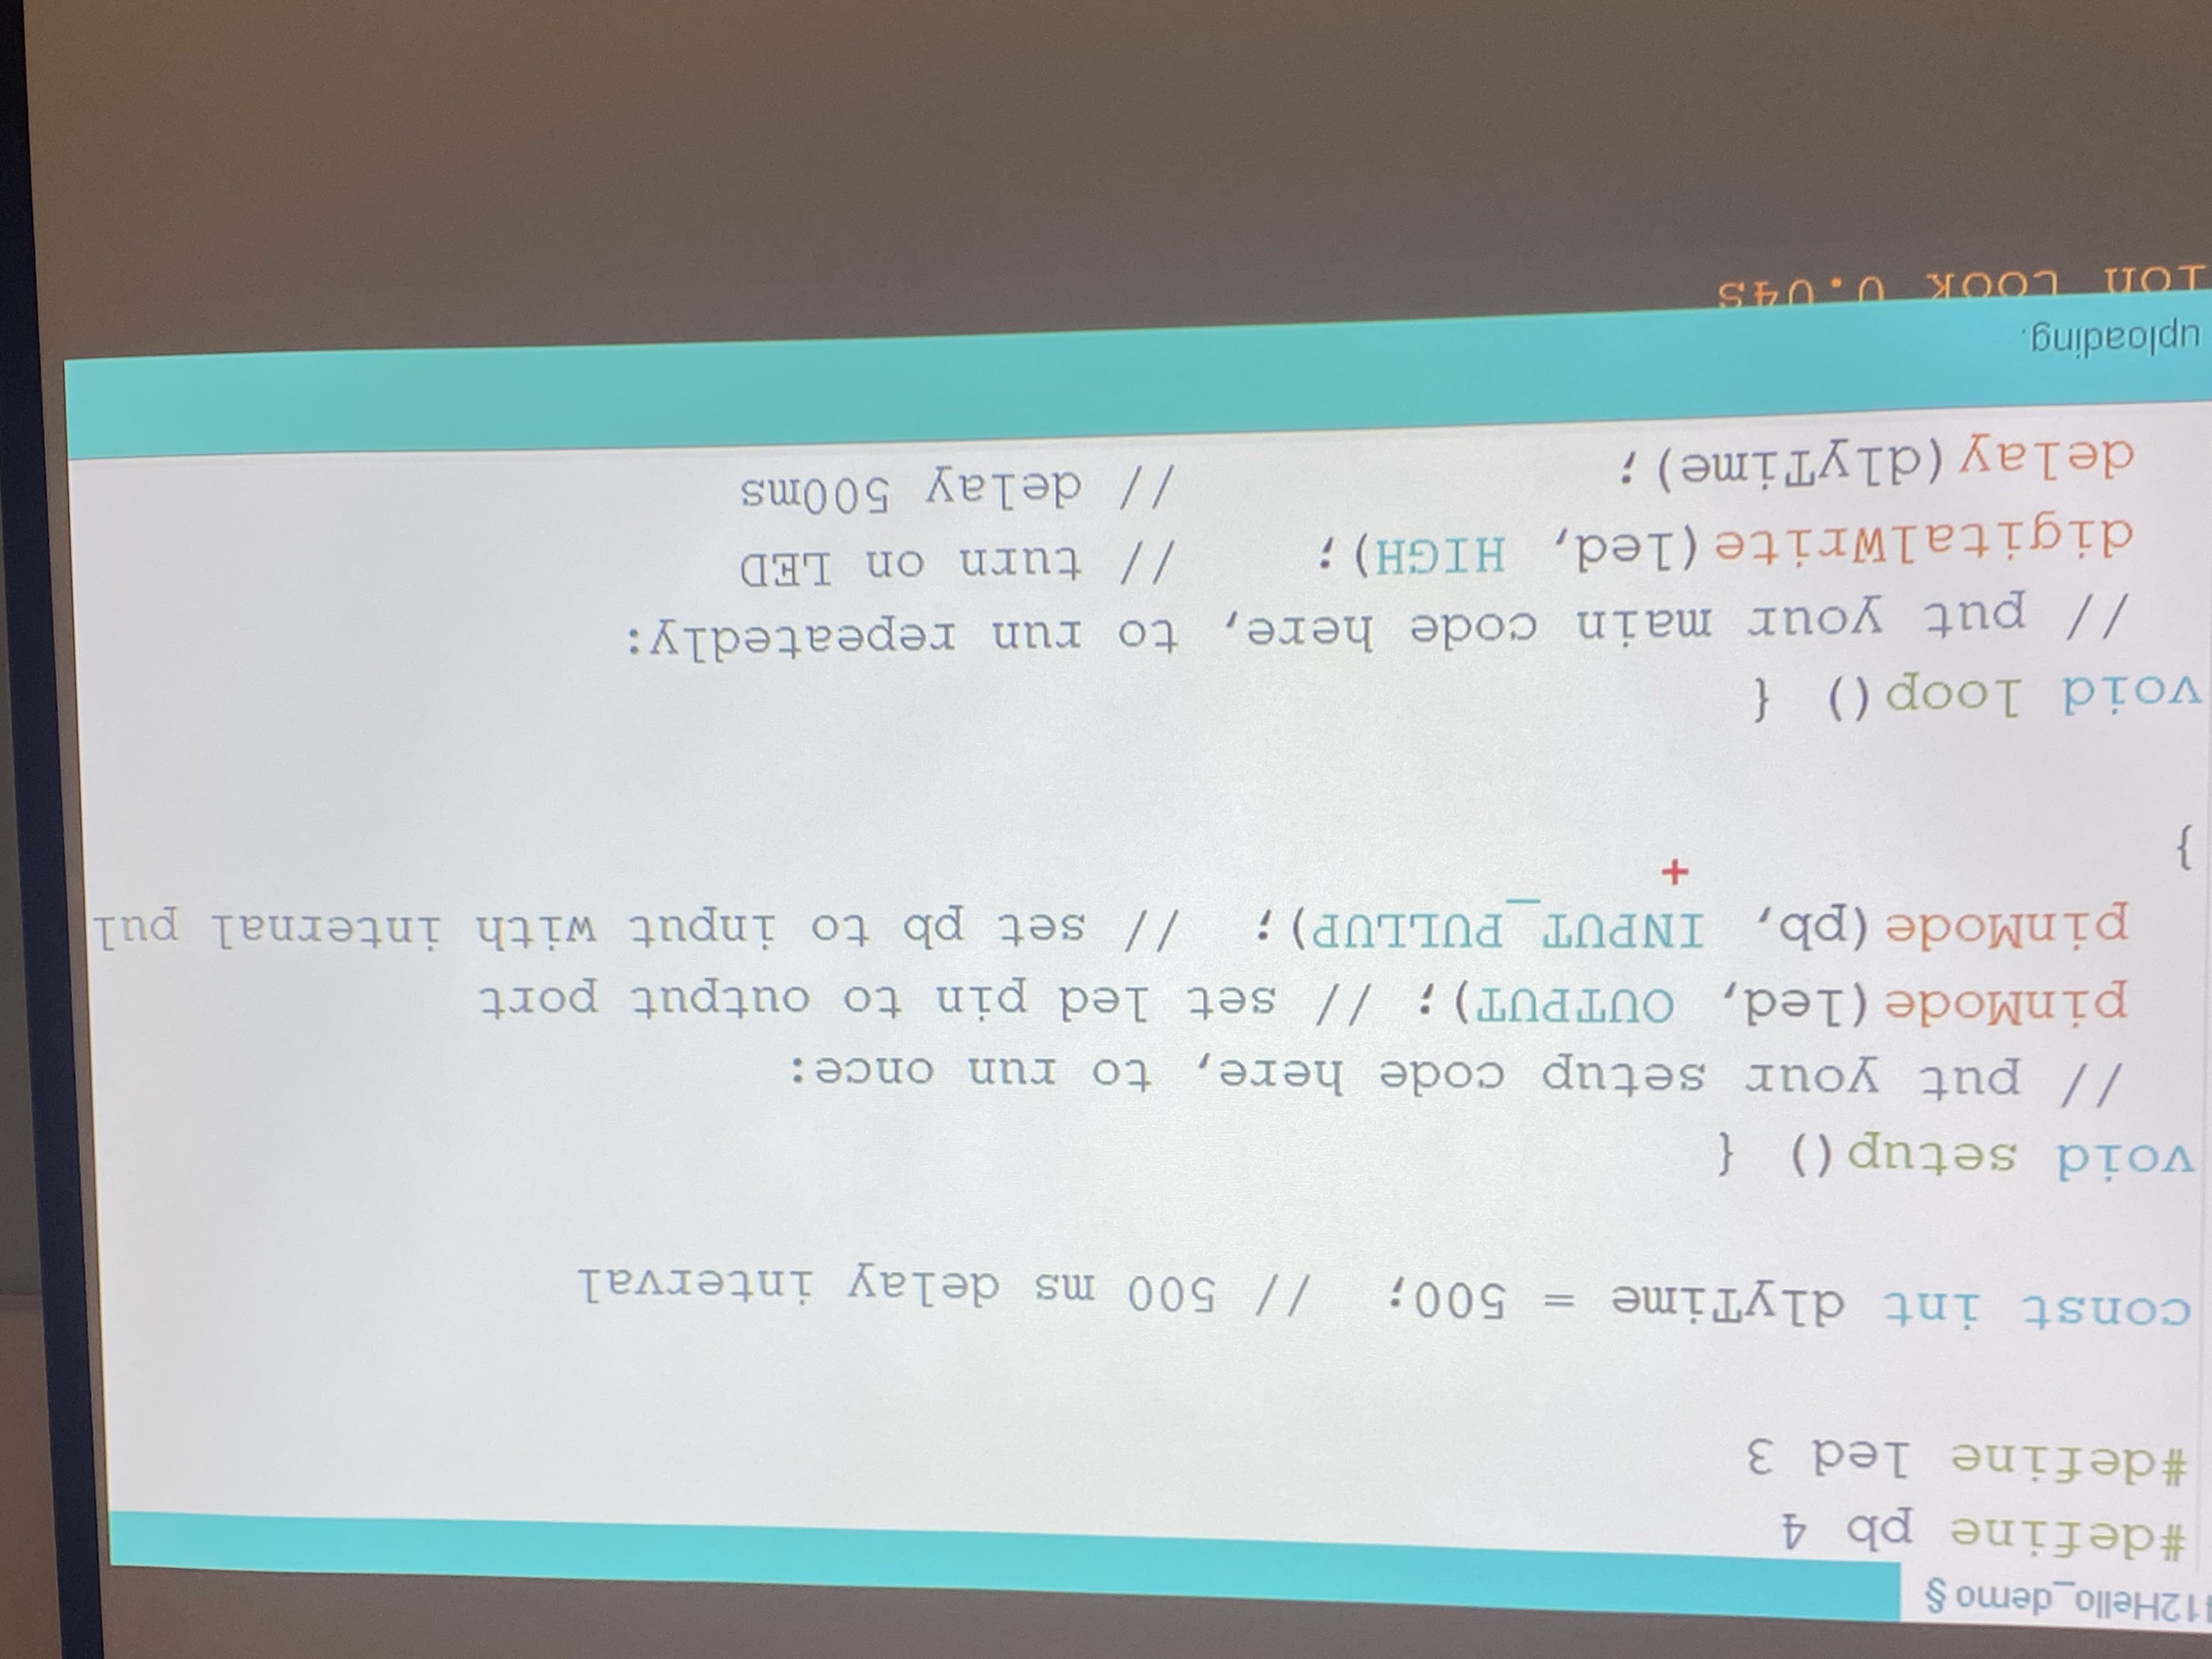 412Hello_demo §
#define pb 4
#define led 3
const int dlyTime = 500;  // 500 ms delay interval
void setup() {
// put your setup code here, to run once:
pinMode(led, OUTPUT); // set led pin to output port
pinMode(pb, INPUT_PULLUP);  // set pb to input with internal pul
}
void loop() {
// put your main code here, to run repeatedly:
digitalWrite(led, HIGH);    // turn on LED
delay(dlyTime);             // delay 500ms
uploading.
ion took 0.04s